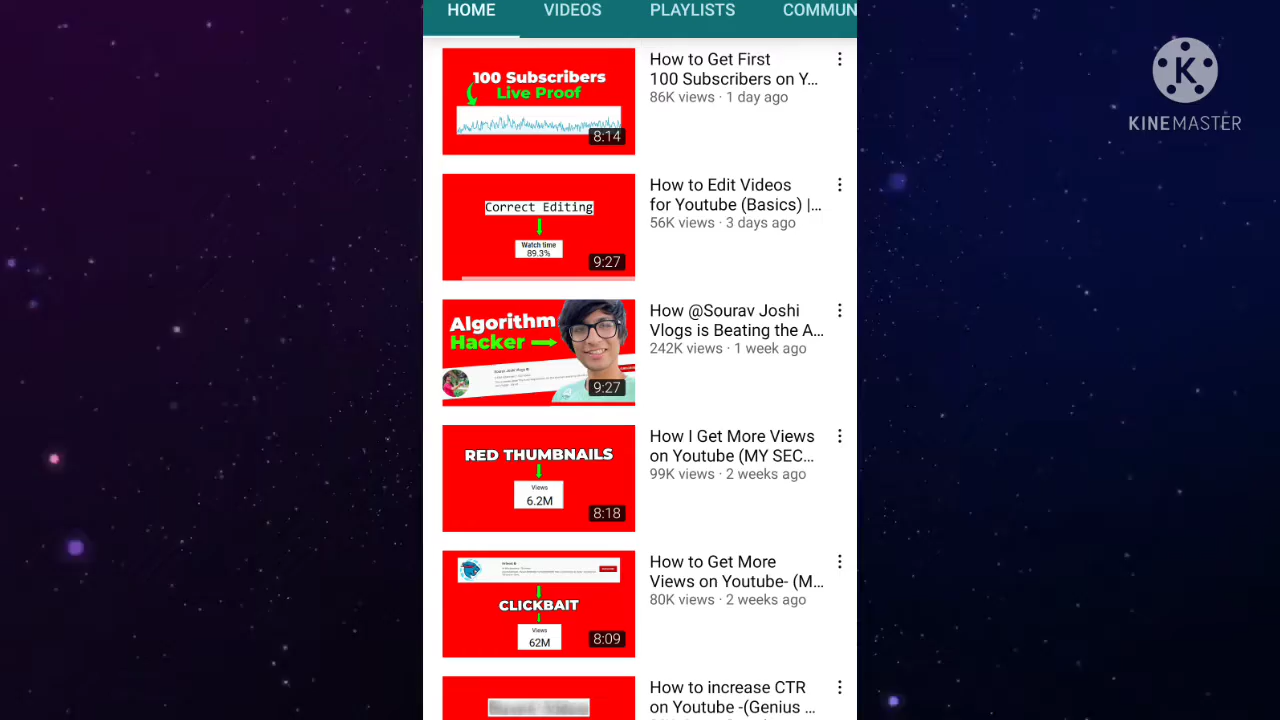 HOME VIDEOS PLAYLISTS COMMUN
100 Subscribers
Live Proof
8:14
How to Get First
100 Subscribers on Y...
86K views · 1 day ago
Correct Editing
Watch time
89.3%
9:27
How to Edit Videos
for Youtube (Basics) |...
56K views · 3 days ago
Algorithm
Hacker
9:27
How @Sourav Joshi
Vlogs is Beating the A...
242K views · 1 week ago
RED THUMBNAILS
Views
6.2M
8:18
How I Get More Views
on Youtube (MY SEC...
99K views · 2 weeks ago
CLICKBAIT
Views
62M
8:09
How to Get More
Views on Youtube- (M...
80K views · 2 weeks ago
How to increase CTR
on Youtube -(Genius ...
K
KINEMASTER